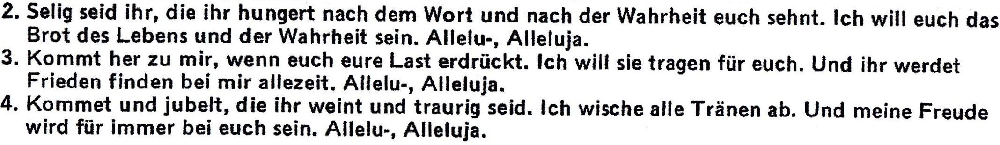 2. Selig seid ihr, die ihr hungert nach dem Wort und nach der Wahrheit euch sehnt. Ich will euch das
Brot des Lebens und der Wahrheit sein. Allelu-, Alleluja.
3. Kommt her zu mir, wenn euch eure Last erdrückt. Ich will sie tragen für euch. Und ihr werdet
Frieden finden bei mir allezeit. Allelu-, Alleluja.
4. Kommet und jubelt, die ihr weint und traurig seid. Ich wische alle Tränen ab. Und meine Freude
wird für immer bei euch sein. Allelu-, Alleluja.